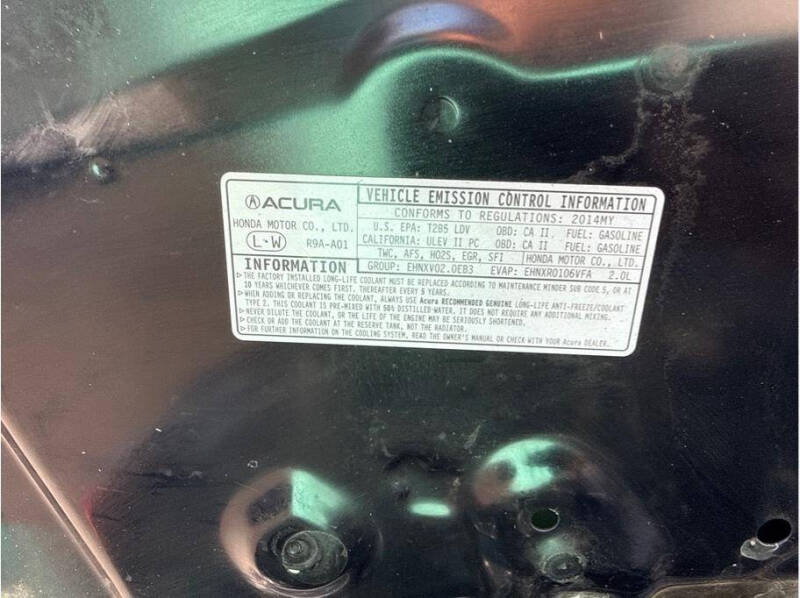 ACURA
HONDA MOTOR CO., LTD.
L·W R9A-A01
VEHICLE EMISSION CONTROL INFORMATION
CONFORMS TO REGULATIONS: 2014MY
U.S. EPA: T2B5 LDV OBD: CA II FUEL: GASOLINE
CALIFORNIA: ULEV II PC OBD: CA II FUEL: GASOLINE
TWC, AFS, HO2S, EGR, SFI HONDA MOTOR CO., LTD.
GROUP: EHNXV02.0EB3 EVAP: EHNXR0106VFA 2.0L
INFORMATION
▷THE FACTORY INSTALLED LONG-LIFE COOLANT MUST BE REPLACED ACCORDING TO MAINTENANCE MINDER SUB CODE 5, OR AT
10 YEARS WHICHEVER COMES FIRST. THEREAFTER EVERY 5 YEARS.
▷WHEN ADDING OR REPLACING THE COOLANT, ALWAYS USE Acura RECOMMENDED GENUINE LONG-LIFE ANTI-FREEZE/COOLANT
TYPE 2. THIS COOLANT IS PRE-MIXED WITH 50% DISTILLED WATER. IT DOES NOT REQUIRE ANY ADDITIONAL MIXING.
▷NEVER DILUTE THE COOLANT, OR THE LIFE OF THE ENGINE MAY BE SERIOUSLY SHORTENED.
▷CHECK OR ADD THE COOLANT AT THE RESERVE TANK, NOT THE RADIATOR.
▷FOR FURTHER INFORMATION ON THE COOLING SYSTEM, READ THE OWNER'S MANUAL OR CHECK WITH YOUR Acura DEALER.